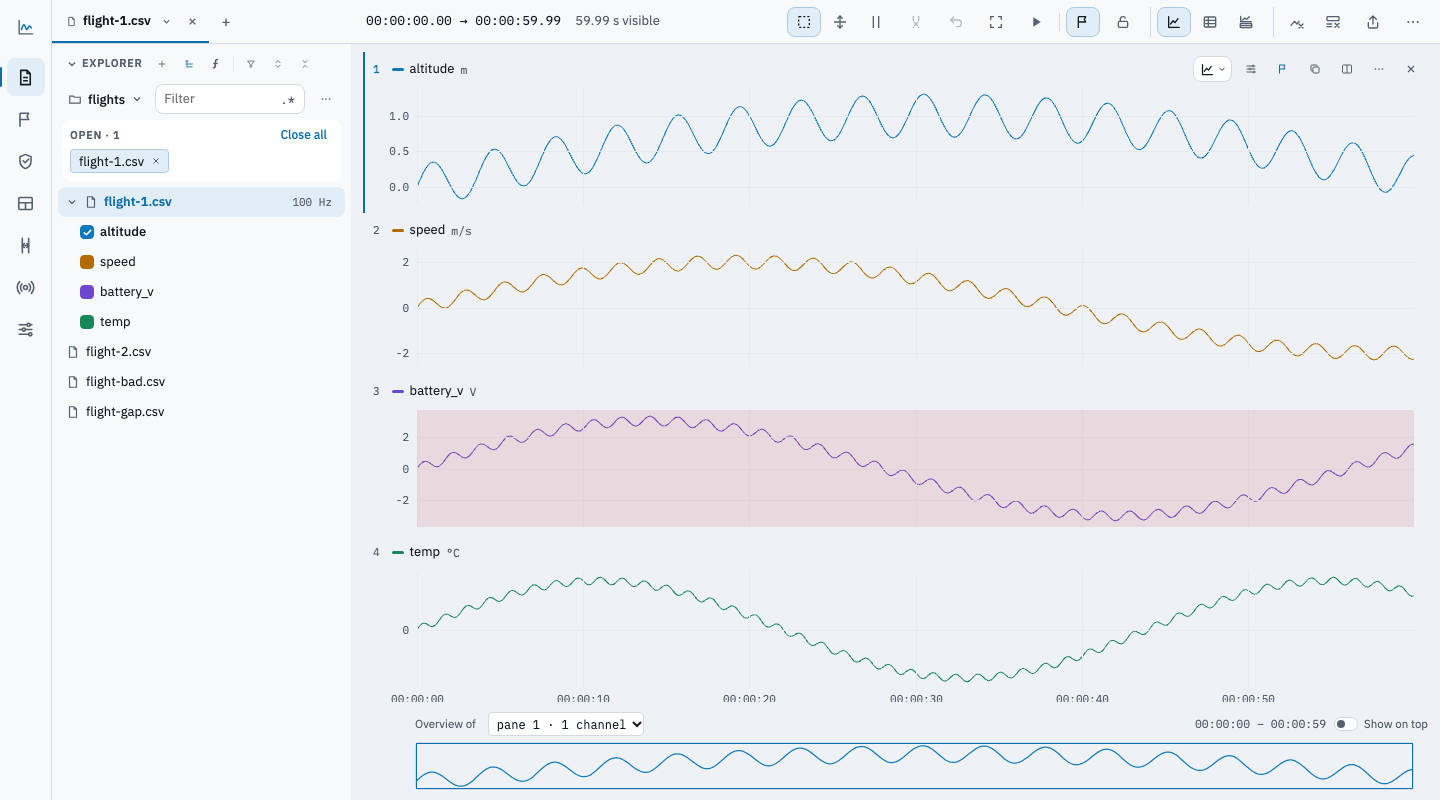 flight-1.csv
00:00:00.00 → 00:00:59.99 59.99 s visible
EXPLORER
flights
Filter .*
OPEN · 1 Close all
flight-1.csv ×
flight-1.csv 100 Hz
altitude
speed
battery_v
temp
flight-2.csv
flight-bad.csv
flight-gap.csv
1 altitude m
1.0
0.5
0.0
2 speed m/s
2
0
-2
3 battery_v V
2
0
-2
4 temp °C
0
00:00:00 00:00:10 00:00:20 00:00:30 00:00:40 00:00:50
Overview of pane 1 · 1 channel 00:00:00 – 00:00:59 Show on top